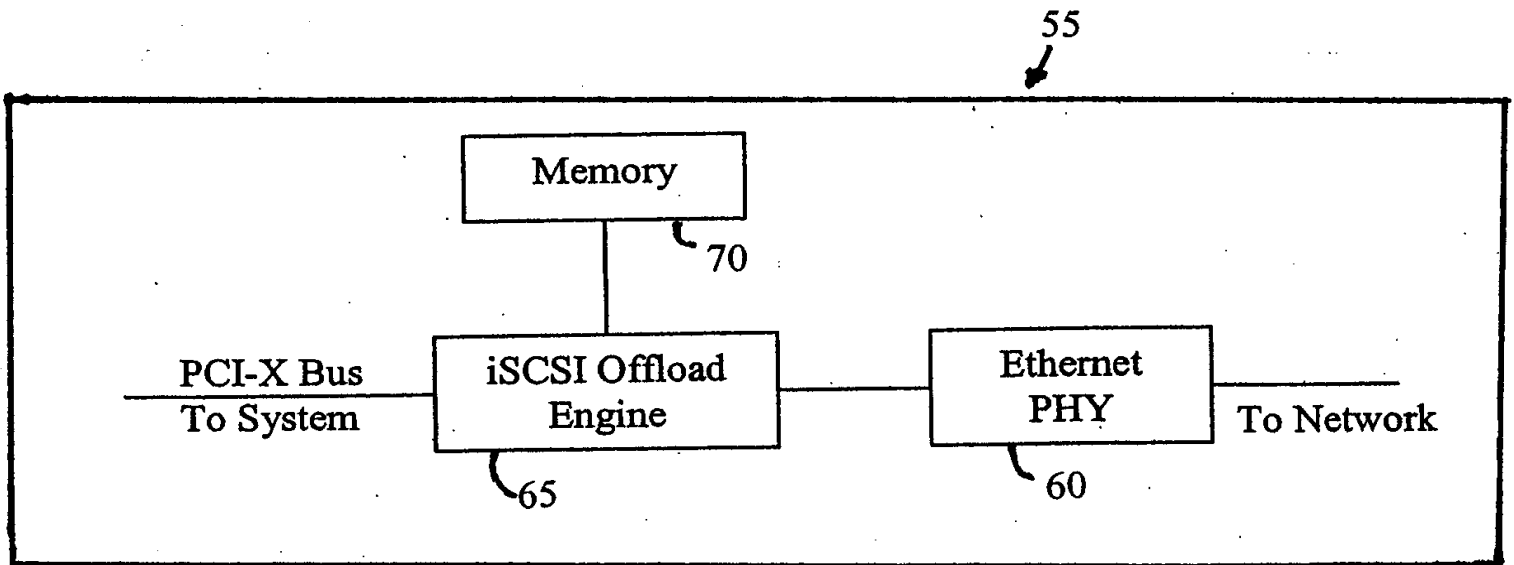 55
Memory
70
PCI-X Bus
To System
iSCSI Offload
Engine
Ethernet
PHY
To Network
65
60